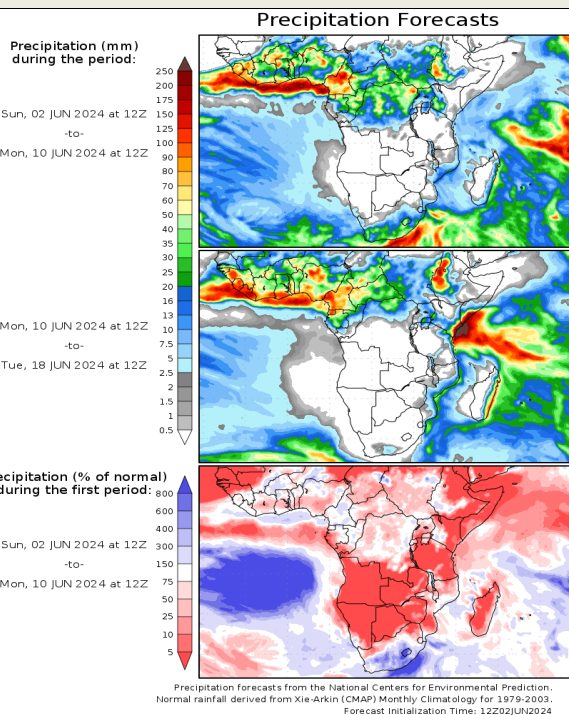 Precipitation Forecasts
Precipitation (mm)
during the period:
Sun, 02 JUN 2024 at 12Z
-to-
Mon, 10 JUN 2024 at 12Z
250
200
175
150
125
100
90
80
70
60
50
40
35
30
25
20
16
13
10
7.5
5
2.5
2
1.5
1
0.5
Mon, 10 JUN 2024 at 12Z
-to-
Tue, 18 JUN 2024 at 12Z
ecipitation (% of normal)
during the first period:
Sun, 02 JUN 2024 at 12Z
-to-
Mon, 10 JUN 2024 at 12Z
800
600
400
300
150
75
50
25
10
5
Precipitation forecasts from the National Centers for Environmental Prediction.
Normal rainfall derived from Xie-Arkin (CMAP) Monthly Climatology for 1979-2003.
Forecast Initialization Time: 12Z02JUN2024